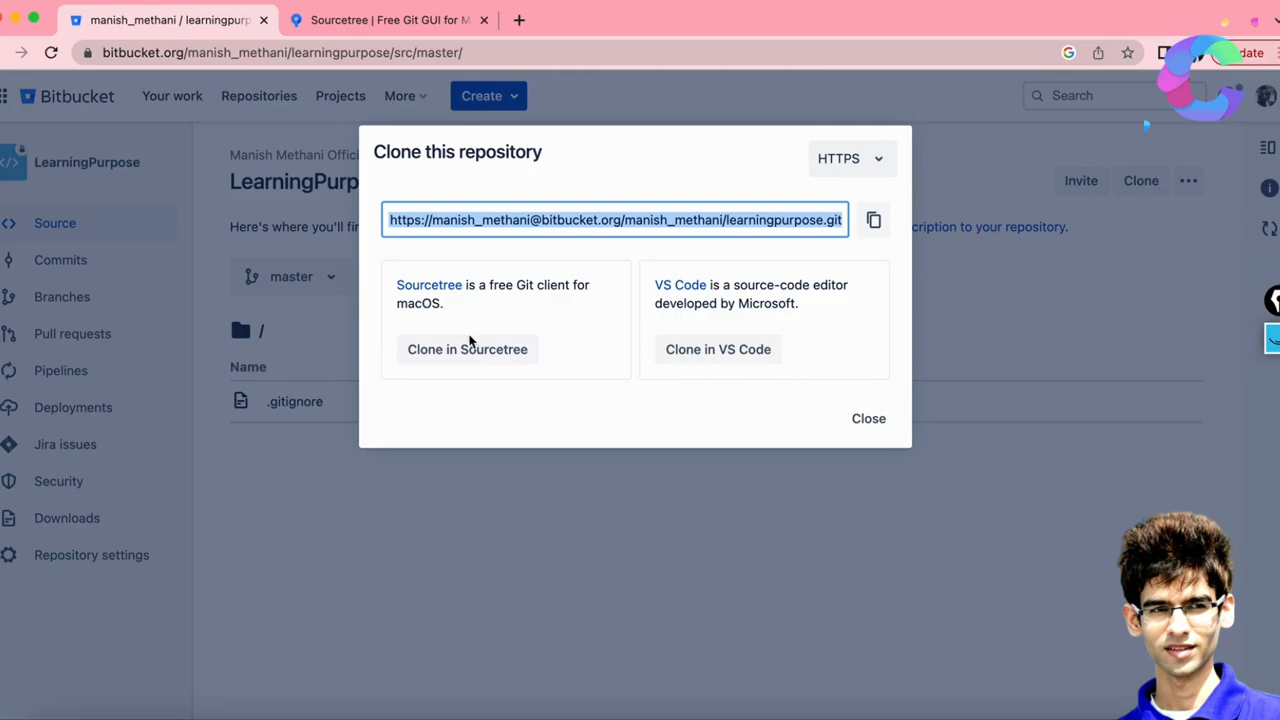 manish_methani / learningpurpo
Sourcetree | Free Git GUI for M
bitbucket.org/manish_methani/learningpurpose/src/master/
Bitbucket
Your work
Repositories
Projects
More
Create
Search
LearningPurpose
Source
Commits
Branches
Pull requests
Pipelines
Deployments
Jira issues
Security
Downloads
Repository settings
Manish Methani Offici
LearningPurp
Invite
Clone
Here's where you'll fin
cription to your repository.
master
/
Name
.gitignore
Clone this repository
HTTPS
https://manish_methani@bitbucket.org/manish_methani/learningpurpose.git
Sourcetree is a free Git client for
macOS.
Clone in Sourcetree
VS Code is a source-code editor
developed by Microsoft.
Clone in VS Code
Close